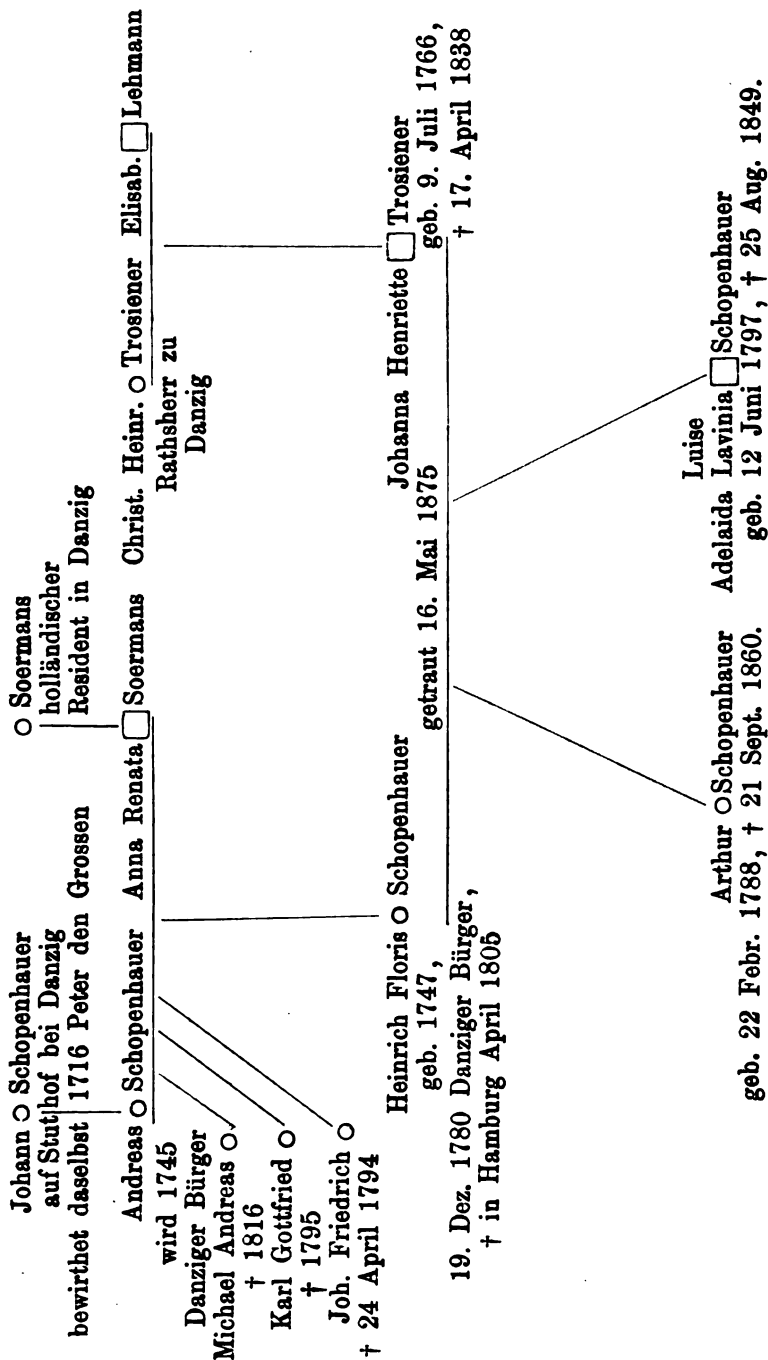 Johann ○ Schopenhauer
auf Stuthof bei Danzig
bewirthet daselbst 1716 Peter den Grossen
○ Soermans
holländischer
Resident in Danzig
Andreas ○ Schopenhauer Anna Renata □ Soermans Christ. Heinr. ○ Trosiener Elisab. □ Lehmann
wird 1745
Danziger Bürger
Rathsherr zu
Danzig
Michael Andreas ○
† 1816
Karl Gottfried ○
† 1795
Joh. Friedrich ○
† 24 April 1794
Heinrich Floris ○ Schopenhauer
geb. 1747,
19. Dez. 1780 Danziger Bürger,
† in Hamburg April 1805
getraut 16. Mai 1875
Johanna Henriette □ Trosiener
geb. 9. Juli 1766,
† 17. April 1838
Arthur ○ Schopenhauer
geb. 22 Febr. 1788, † 21 Sept. 1860.
Luise
Adelaida Lavinia □ Schopenhauer
geb. 12 Juni 1797, † 25 Aug. 1849.